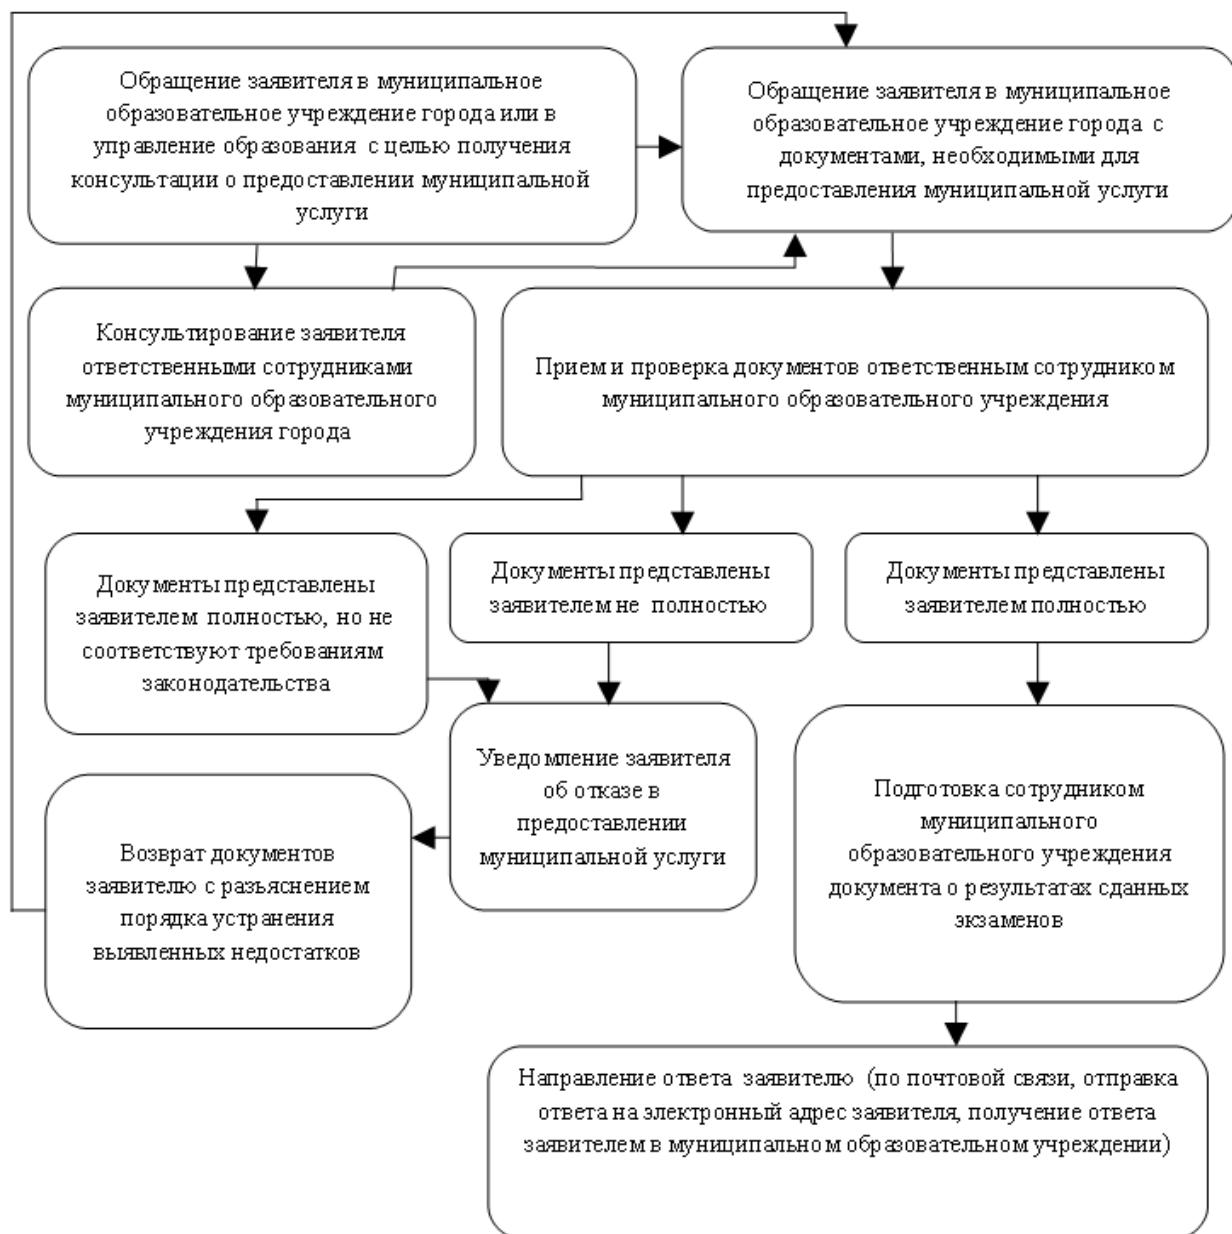 Обращение заявителя в муниципальное
образовательное учреждение города или в
управление образования с целью получения
консультации о предоставлении муниципальной
услуги
Обращение заявителя в муниципальное
образовательное учреждение города с
документами, необходимыми для
предоставления муниципальной услуги
Консультирование заявителя
ответственными сотрудниками
муниципального образовательного
учреждения города
Прием и проверка документов ответственным сотрудником
муниципального образовательного учреждения
Документы представлены
заявителем полностью, но не
соответствуют требованиям
законодательства
Документы представлены
заявителем не полностью
Документы представлены
заявителем полностью
Уведомление заявителя
об отказе в
предоставлении
муниципальной услуги
Подготовка сотрудником
муниципального
образовательного учреждения
документа о результатах сданных
экзаменов
Возврат документов
заявителю с разьяснением
порядка устранения
выявленных недостатков
Направление ответа заявителю (по почтовой связи, отправка
ответа на электронный адрес заявителя, получение ответа
заявителем в муниципальном образовательном учреждении)